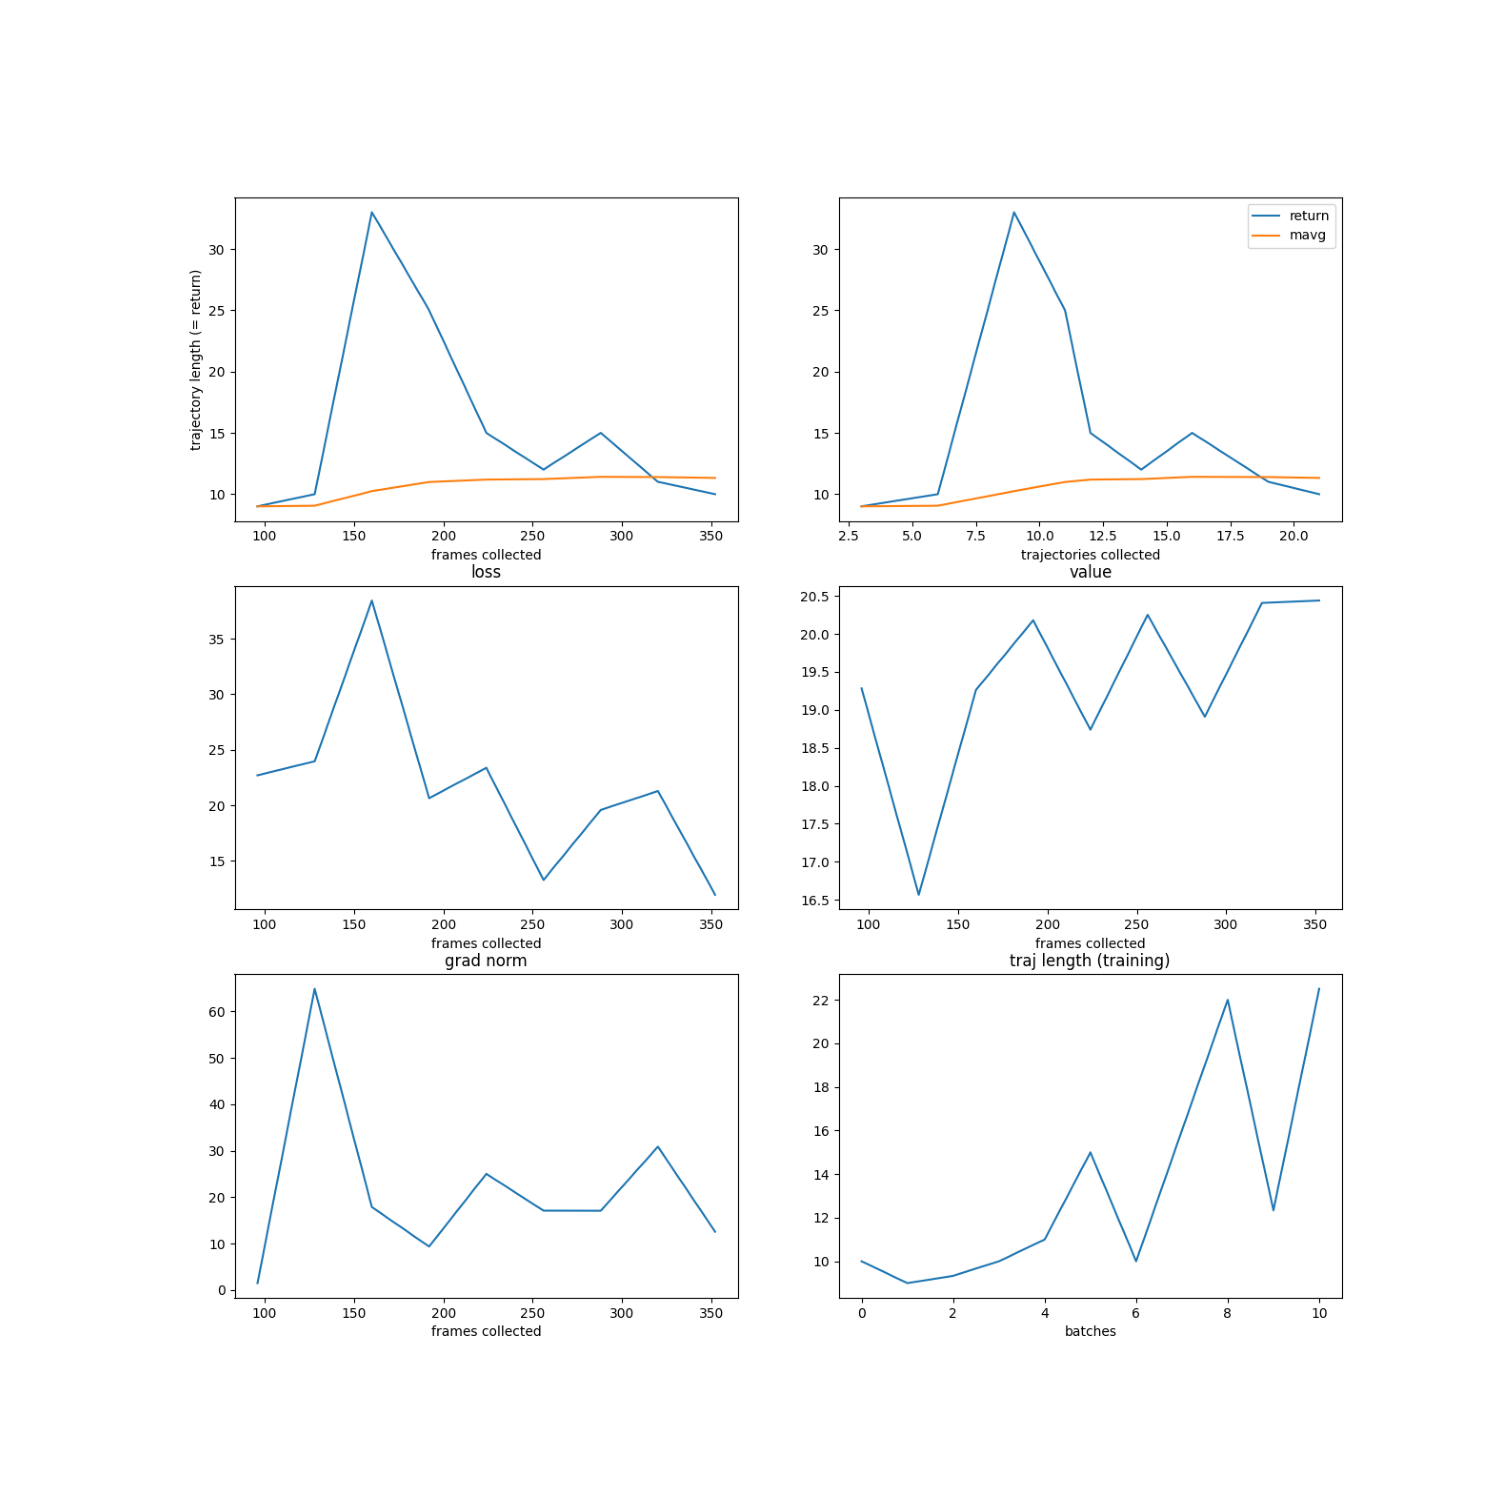 trajectory length (= return)
30
25
20
15
10
100 150 200 250 300 350
frames collected
return
mavg
30
25
20
15
10
2.5 5.0 7.5 10.0 12.5 15.0 17.5 20.0
trajectories collected
loss
35
30
25
20
15
100 150 200 250 300 350
frames collected
value
20.5
20.0
19.5
19.0
18.5
18.0
17.5
17.0
16.5
100 150 200 250 300 350
frames collected
grad norm
60
50
40
30
20
10
0
100 150 200 250 300 350
frames collected
traj length (training)
22
20
18
16
14
12
10
0 2 4 6 8 10
batches